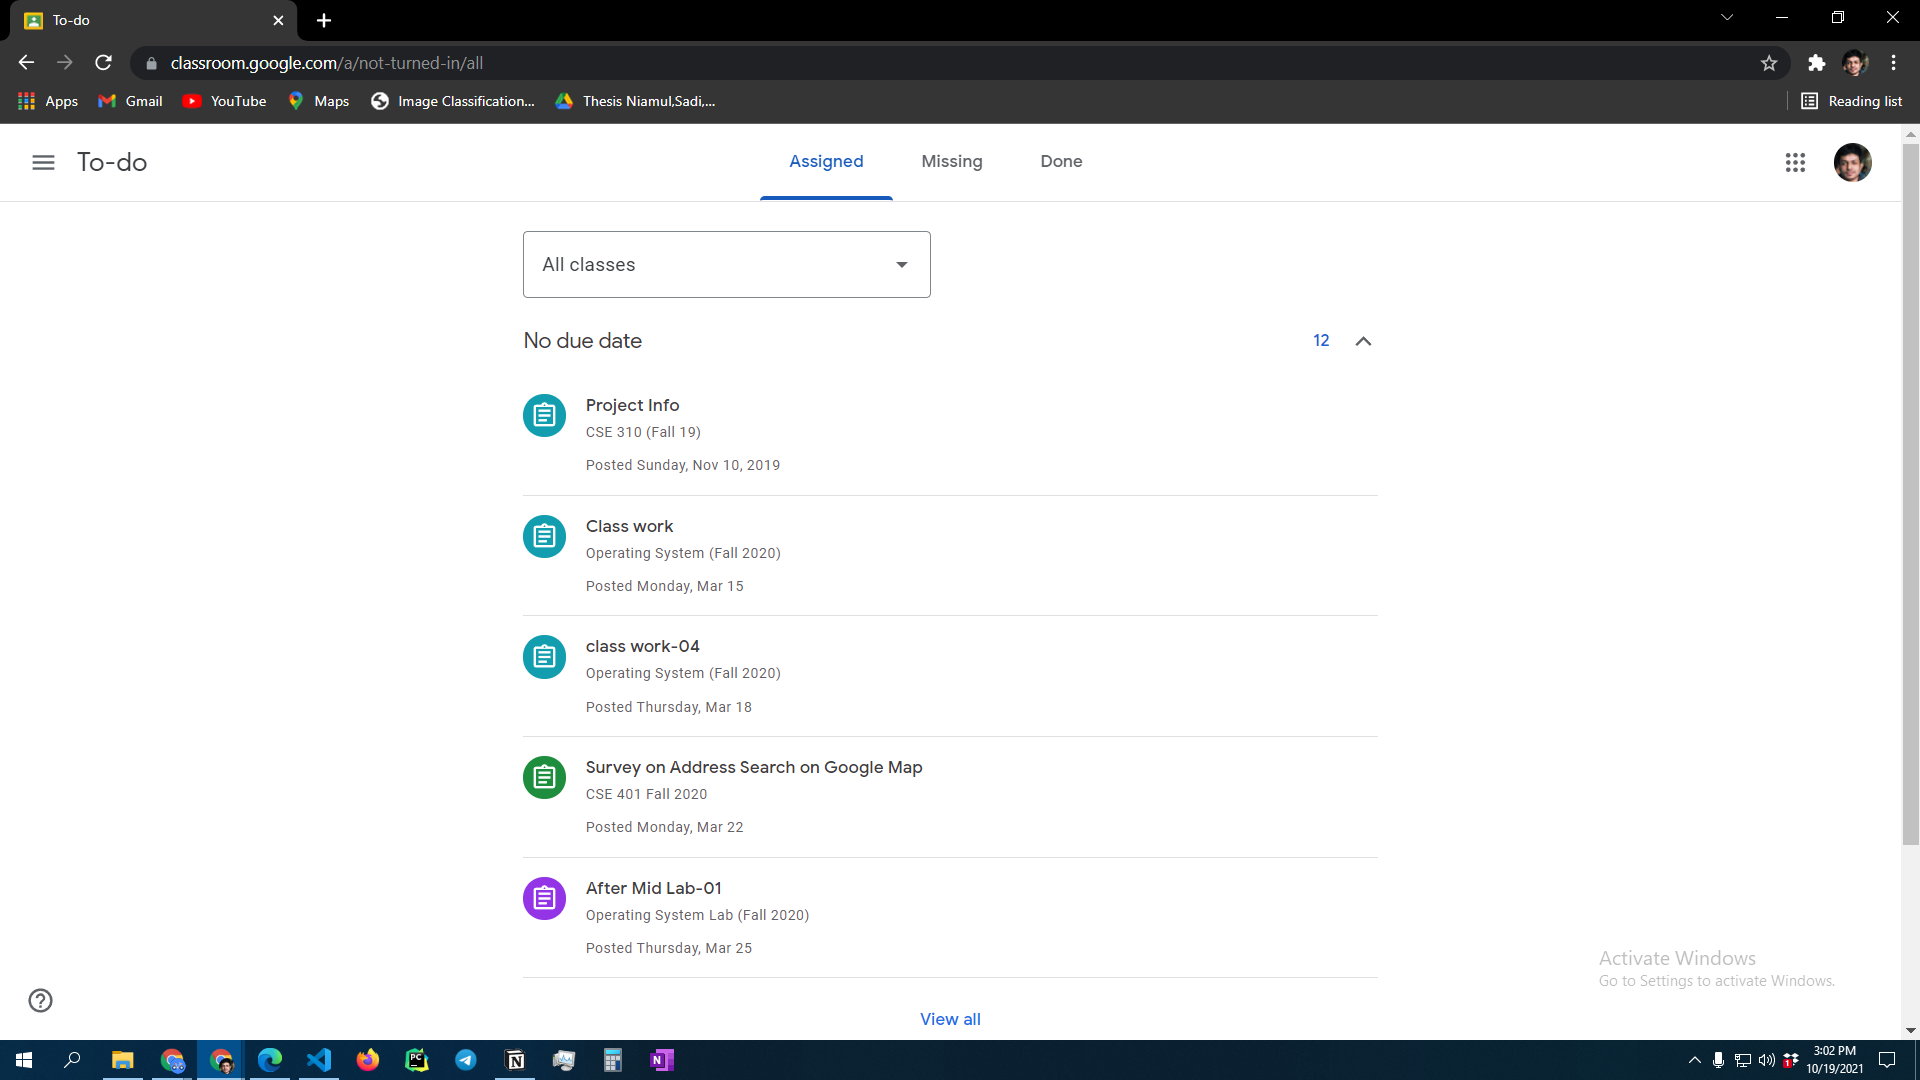 To-do
classroom.google.com/a/not-turned-in/all
Apps
Gmail
YouTube
Maps
Image Classification...
Thesis Niamul,Sadi,...
Reading list
To-do
Assigned
Missing
Done
All classes
No due date
12
Project Info
CSE 310 (Fall 19)
Posted Sunday, Nov 10, 2019
Class work
Operating System (Fall 2020)
Posted Monday, Mar 15
class work-04
Operating System (Fall 2020)
Posted Thursday, Mar 18
Survey on Address Search on Google Map
CSE 401 Fall 2020
Posted Monday, Mar 22
After Mid Lab-01
Operating System Lab (Fall 2020)
Posted Thursday, Mar 25
View all
Activate Windows
Go to Settings to activate Windows.
3:02 PM
10/19/2021